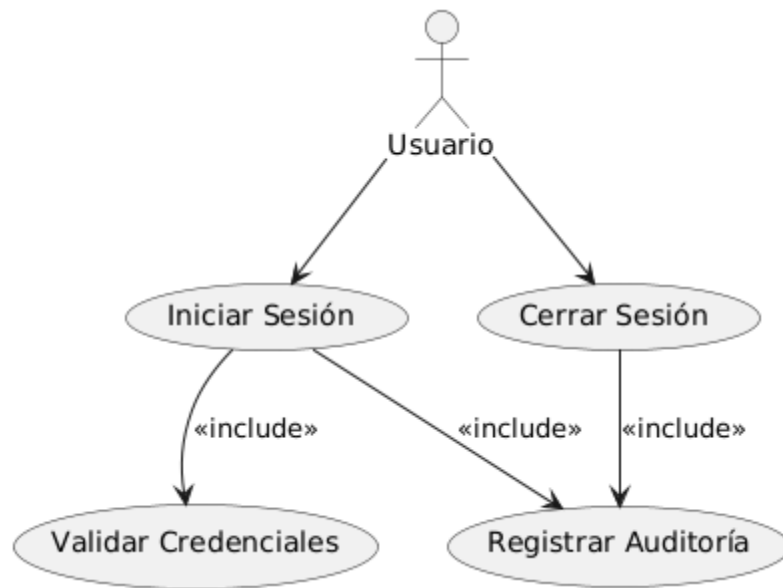 Usuario
Iniciar Sesión
Cerrar Sesión
«include»
«include»
«include»
Validar Credenciales
Registrar Auditoría